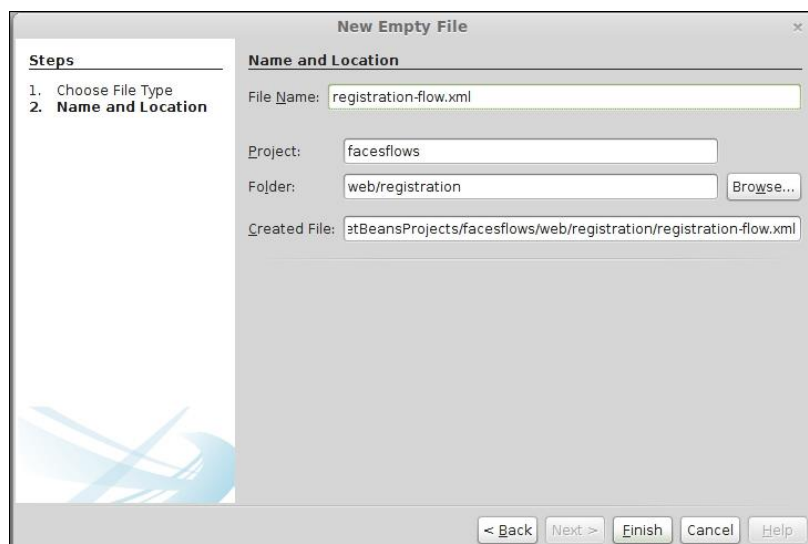 New Empty File
Steps
1. Choose File Type
2. Name and Location
Name and Location
File Name: registration-flow.xml
Project: facesflows
Folder: web/registration Browse...
Created File: etBeansProjects/facesflows/web/registration/registration-flow.xml
< Back Next > Finish Cancel Help